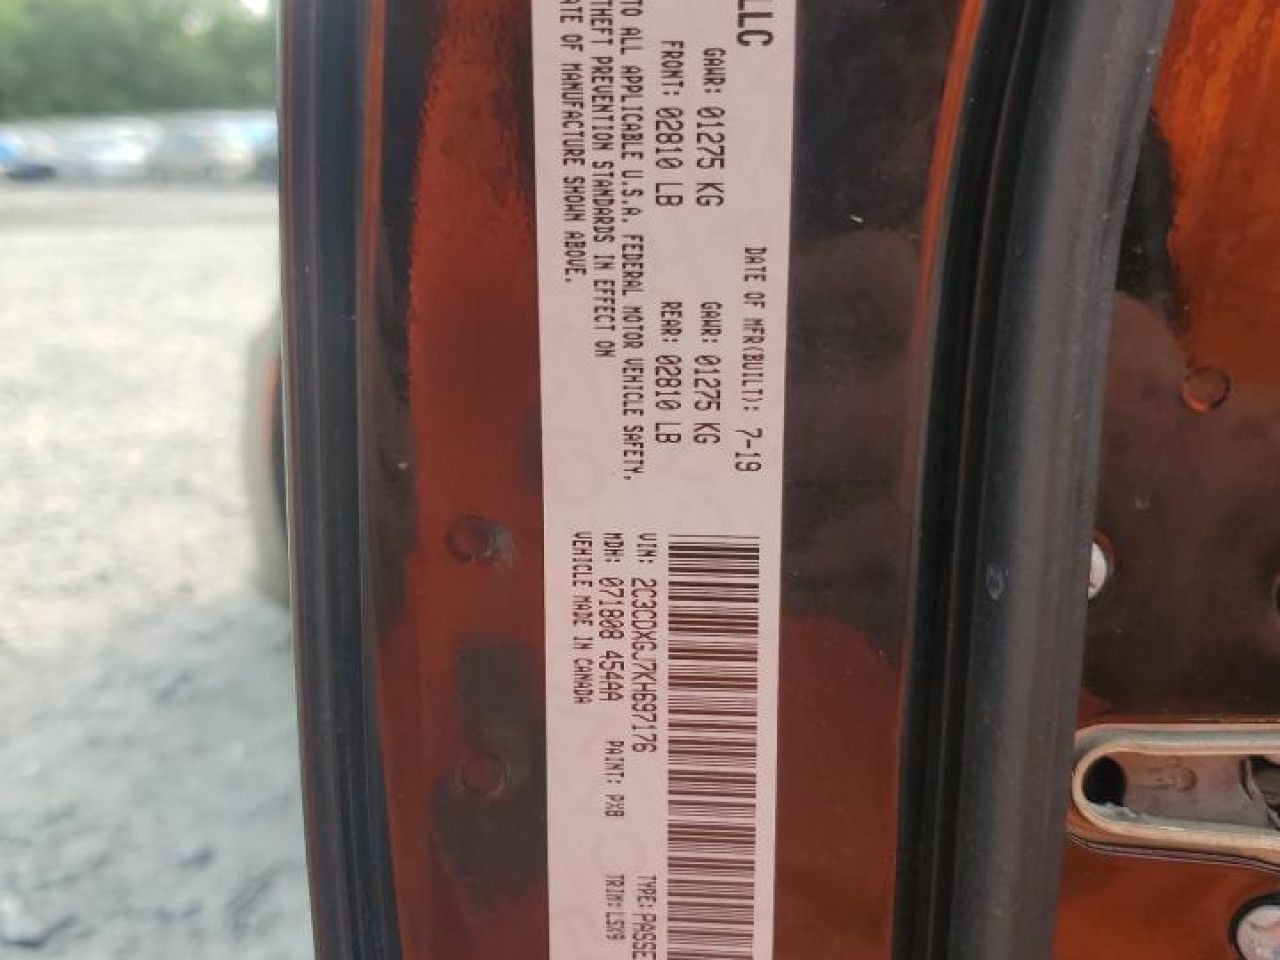 LLC
DATE OF MFR(BUILT): 7-19
GAWR: 01275 KG GAWR: 01275 KG
FRONT: 02810 LB REAR: 02810 LB
TO ALL APPLICABLE U.S.A. FEDERAL MOTOR VEHICLE SAFETY,
THEFT PREVENTION STANDARDS IN EFFECT ON
ATE OF MANUFACTURE SHOWN ABOVE.
VIN: 2C3CDXGJ7KH697176 TYPE: PASSE
MDH: 071808 454AA PAINT: PX8 TRIM: LSX9
VEHICLE MADE IN CANADA